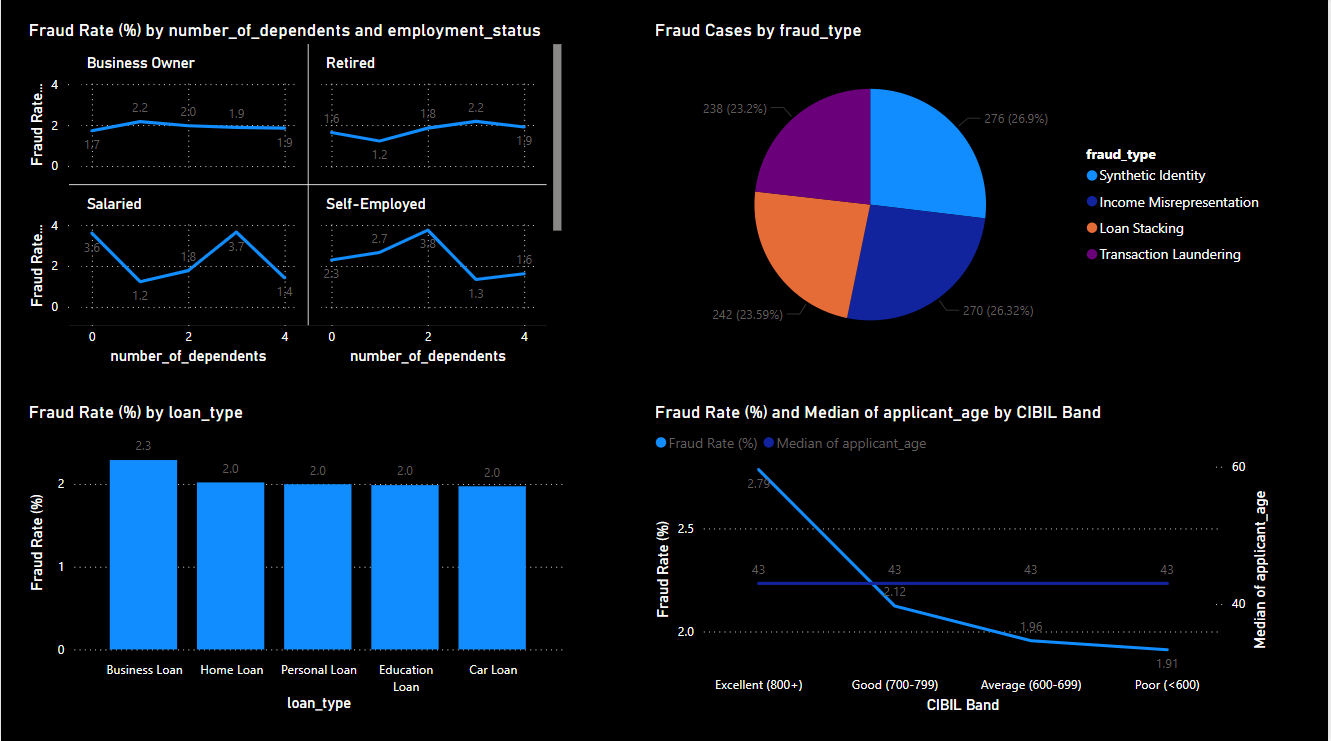 Fraud Rate (%) by number_of_dependents and employment_status
Business Owner
Retired
Fraud Rate...
4
2
0
1.7
2.2
2.0
1.9
1.9
1.6
1.2
1.8
2.2
1.9
Salaried
Self-Employed
Fraud Rate...
4
2
0
3.6
1.2
1.8
3.7
1.4
2.3
2.7
3.8
1.3
1.6
0
2
4
0
2
4
number_of_dependents
number_of_dependents
Fraud Cases by fraud_type
238 (23.2%)
276 (26.9%)
242 (23.59%)
270 (26.32%)
fraud_type
Synthetic Identity
Income Misrepresentation
Loan Stacking
Transaction Laundering
Fraud Rate (%) by loan_type
Fraud Rate (%)
2
1
0
2.3
2.0
2.0
2.0
2.0
Business Loan
Home Loan
Personal Loan
Education
Loan
Car Loan
loan_type
Fraud Rate (%) and Median of applicant_age by CIBIL Band
Fraud Rate (%)
Median of applicant_age
Fraud Rate (%)
2.5
2.0
2.79
2.12
1.96
1.91
43
43
43
43
60
40
Median of applicant_age
Excellent (800+)
Good (700-799)
Average (600-699)
Poor (<600)
CIBIL Band